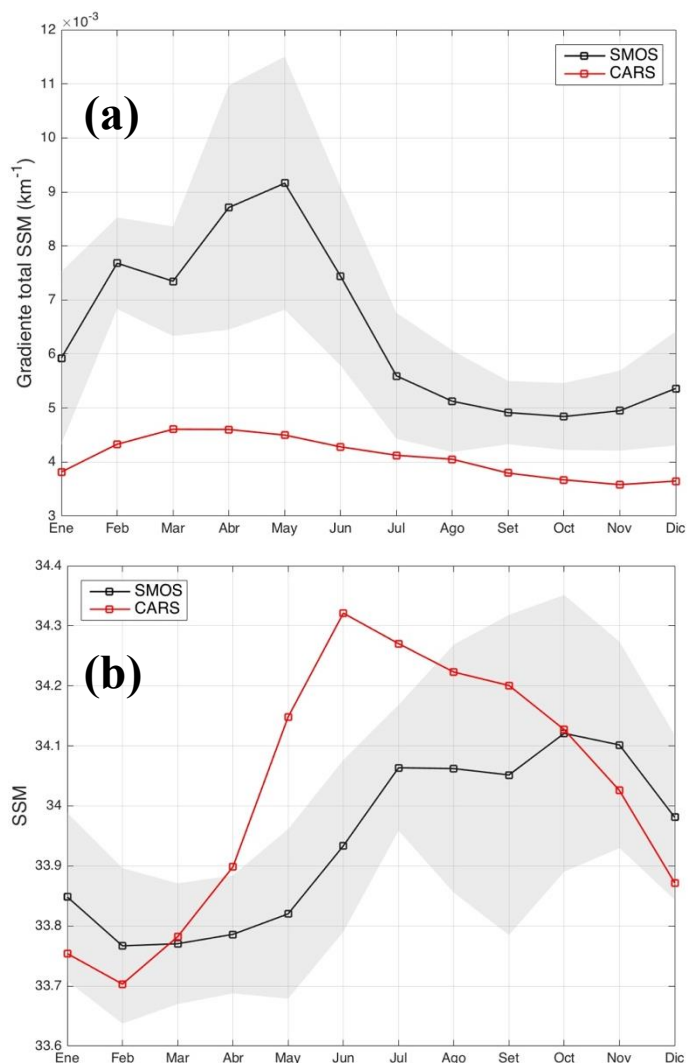 ×10⁻³
12
11
10
9
8
7
6
5
4
3
Gradiente total SSM (km⁻¹)
(a)
SMOS
CARS
Ene Feb Mar Abr May Jun Jul Ago Set Oct Nov Dic
34.4
34.3
34.2
34.1
34
33.9
33.8
33.7
33.6
SSM
(b)
SMOS
CARS
Ene Feb Mar Abr May Jun Jul Ago Set Oct Nov Dic